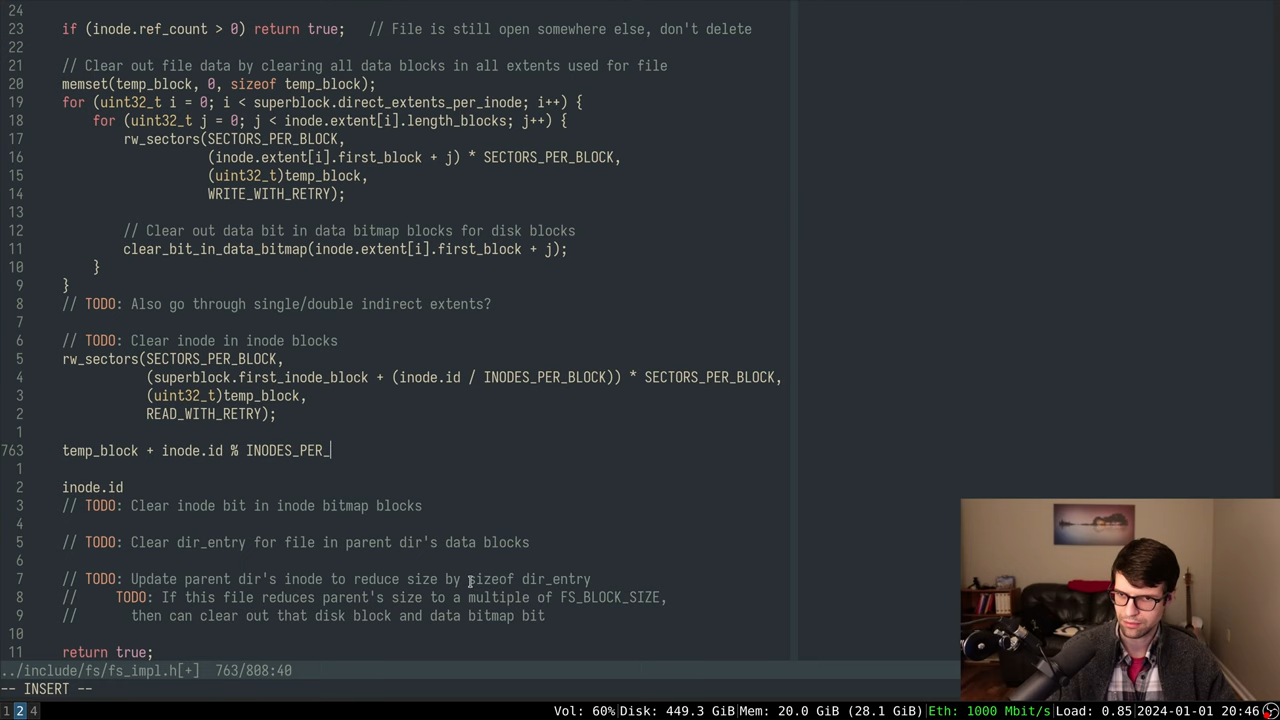 24
23 if (inode.ref_count > 0) return true;   // File is still open somewhere else, don't delete
22
21 // Clear out file data by clearing all data blocks in all extents used for file
20 memset(temp_block, 0, sizeof temp_block);
19 for (uint32_t i = 0; i < superblock.direct_extents_per_inode; i++) {
18     for (uint32_t j = 0; j < inode.extent[i].length_blocks; j++) {
17         rw_sectors(SECTORS_PER_BLOCK,
16                    (inode.extent[i].first_block + j) * SECTORS_PER_BLOCK,
15                    (uint32_t)temp_block,
14                    WRITE_WITH_RETRY);
13
12         // Clear out data bit in data bitmap blocks for disk blocks
11         clear_bit_in_data_bitmap(inode.extent[i].first_block + j);
10     }
9 }
8 // TODO: Also go through single/double indirect extents?
7
6 // TODO: Clear inode in inode blocks
5 rw_sectors(SECTORS_PER_BLOCK,
4            (superblock.first_inode_block + (inode.id / INODES_PER_BLOCK)) * SECTORS_PER_BLOCK,
3            (uint32_t)temp_block,
2            READ_WITH_RETRY);
1
763 temp_block + inode.id % INODES_PER_
1
2 inode.id
3 // TODO: Clear inode bit in inode bitmap blocks
4
5 // TODO: Clear dir_entry for file in parent dir's data blocks
6
7 // TODO: Update parent dir's inode to reduce size by sizeof dir_entry
8 //     TODO: If this file reduces parent's size to a multiple of FS_BLOCK_SIZE,
9 //       then can clear out that disk block and data bitmap bit
10
11 return true;
../include/fs/fs_impl.h[+]  763/808:40
-- INSERT --
1 2 4 Vol: 60%|Disk: 449.3 GiB|Mem: 20.0 GiB (28.1 GiB)|Eth: 1000 Mbit/s|Load: 0.85|2024-01-01 20:46